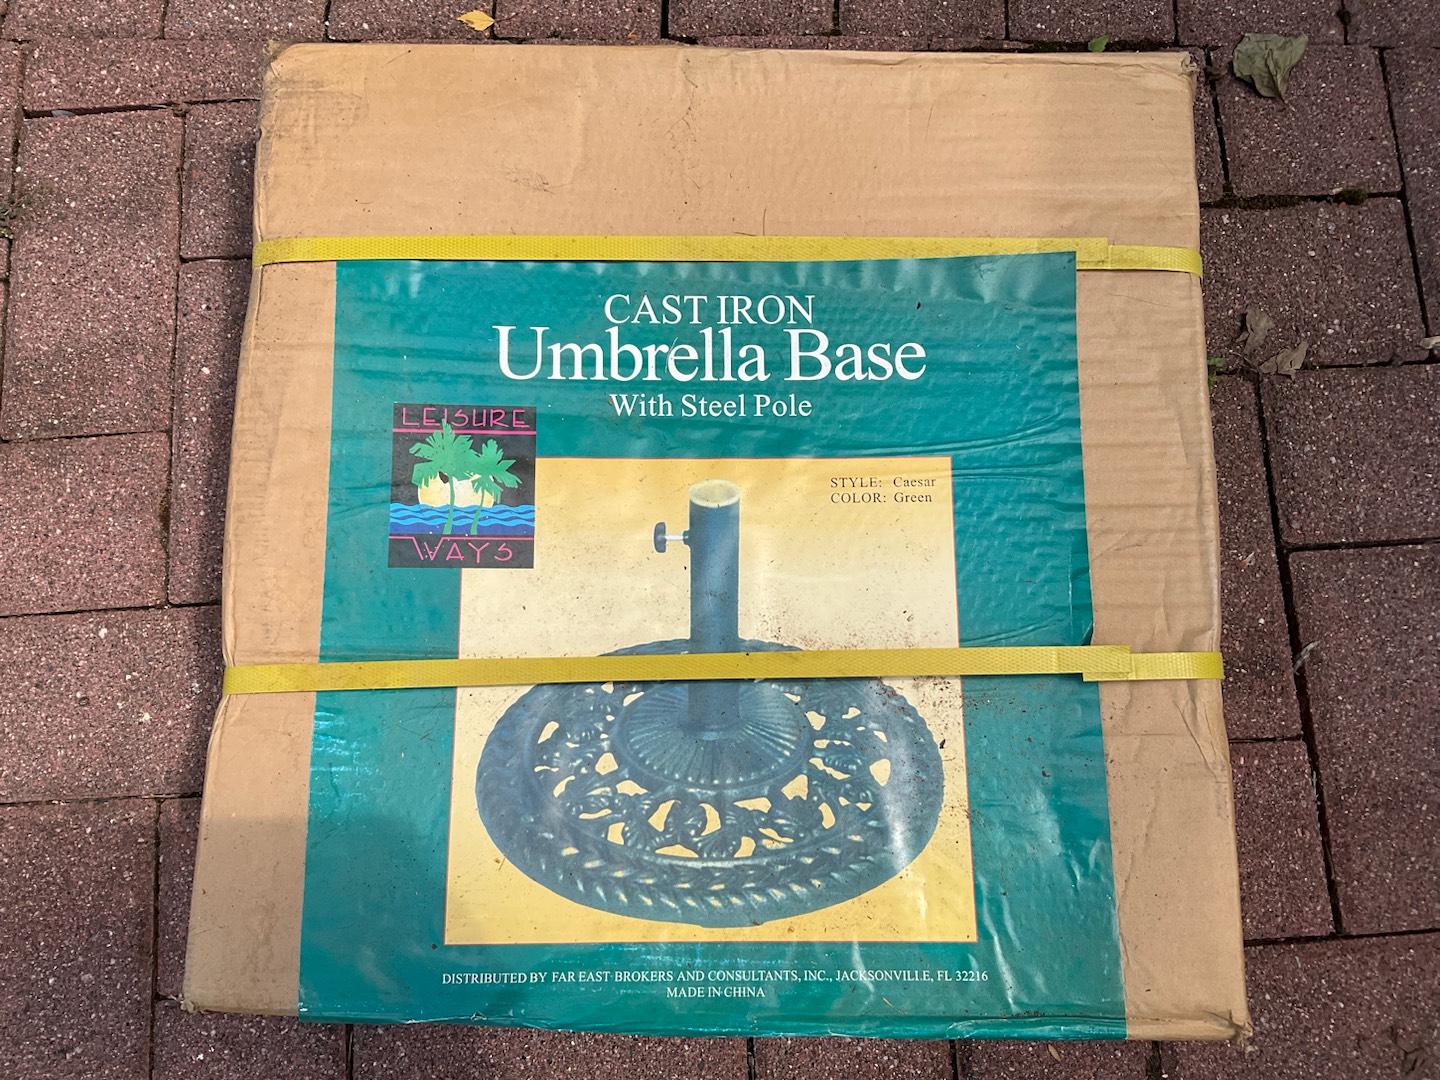 CAST IRON
Umbrella Base
With Steel Pole
LEISURE
WAYS
STYLE: Caesar
COLOR: Green
DISTRIBUTED BY FAR EAST BROKERS AND CONSULTANTS, INC., JACKSONVILLE, FL 32216
MADE IN CHINA